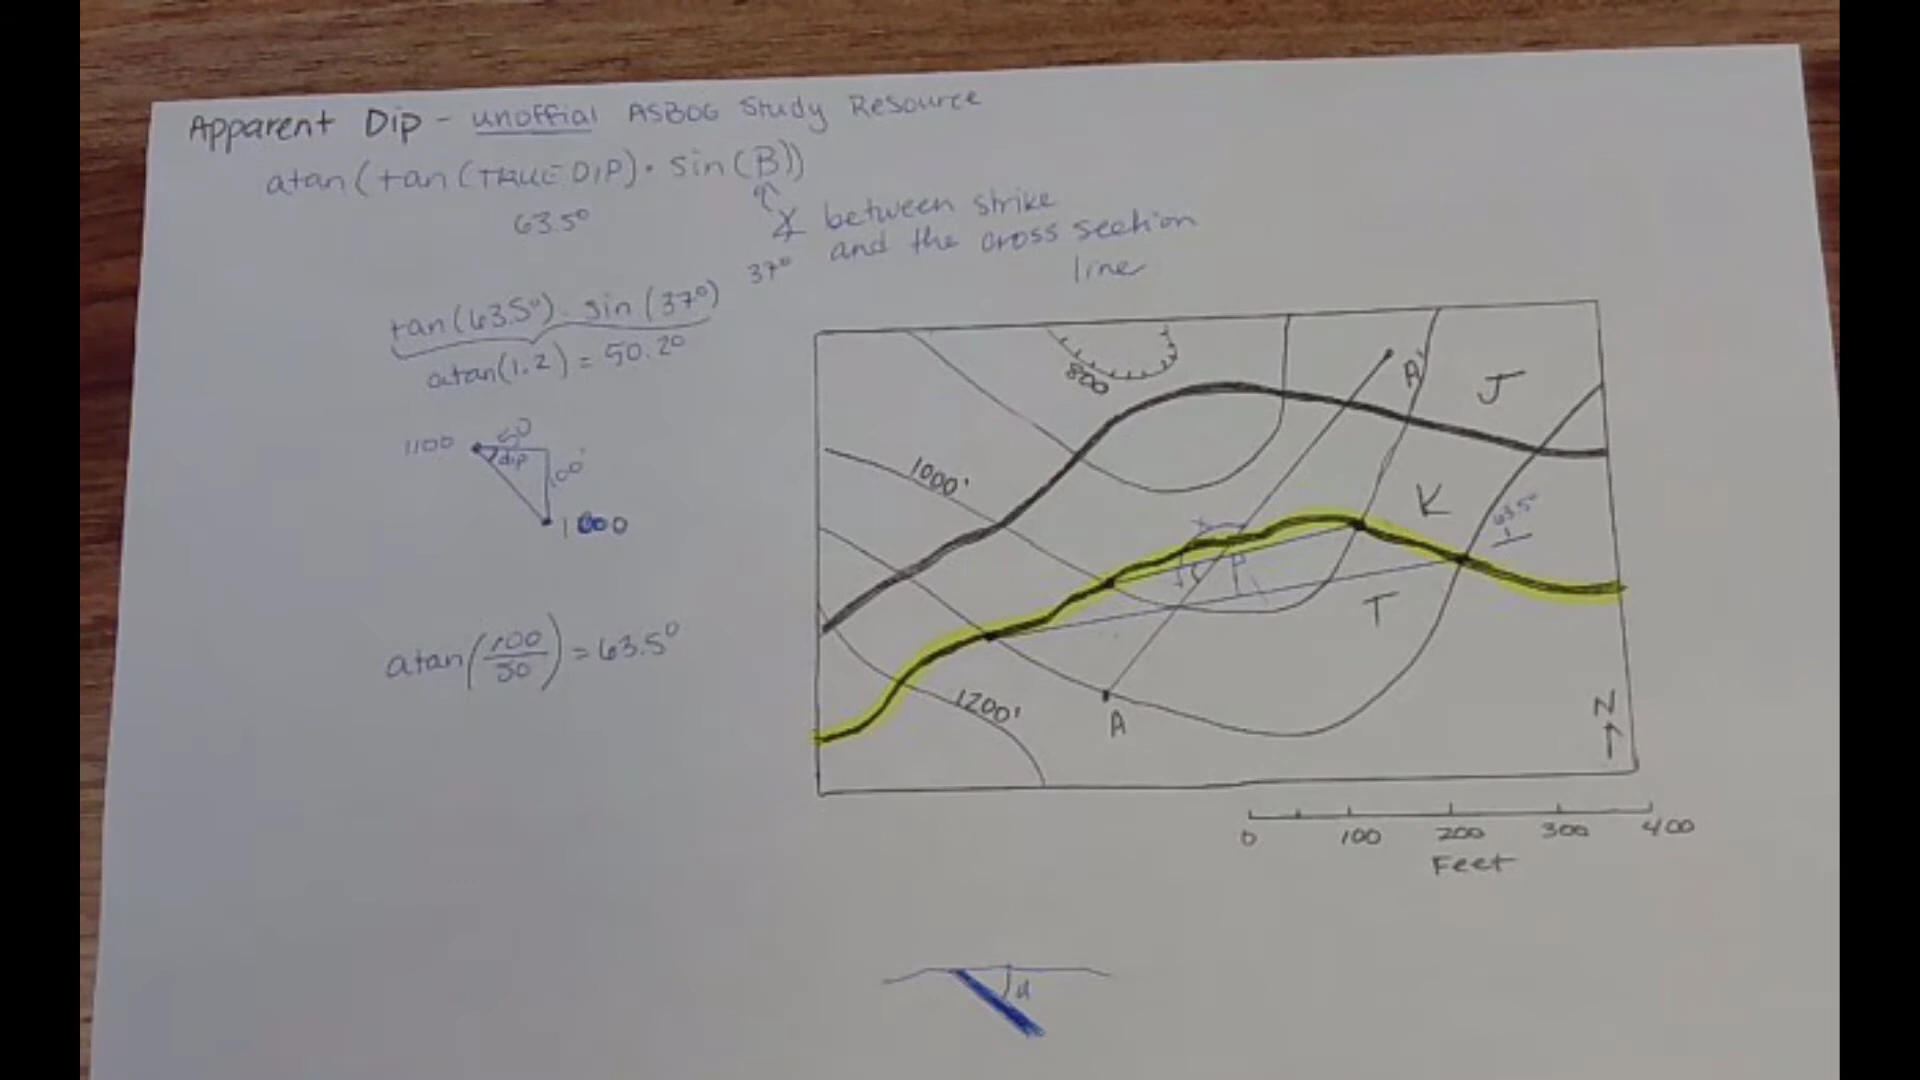 Apparent Dip - unoffial ASBOG Study Resource
atan(tan(TRUE DIP) · sin(B))
63.5°
∡ between strike
and the cross section
line
37°
tan(63.5°) · sin(37°)
atan(1.2) = 50.2°
1100
50
dip
100'
1000
atan(100/50) = 63.5°
800
A'
J
1000'
K
63.5°
T
1200'
A
N
0 100 200 300 400
Feet